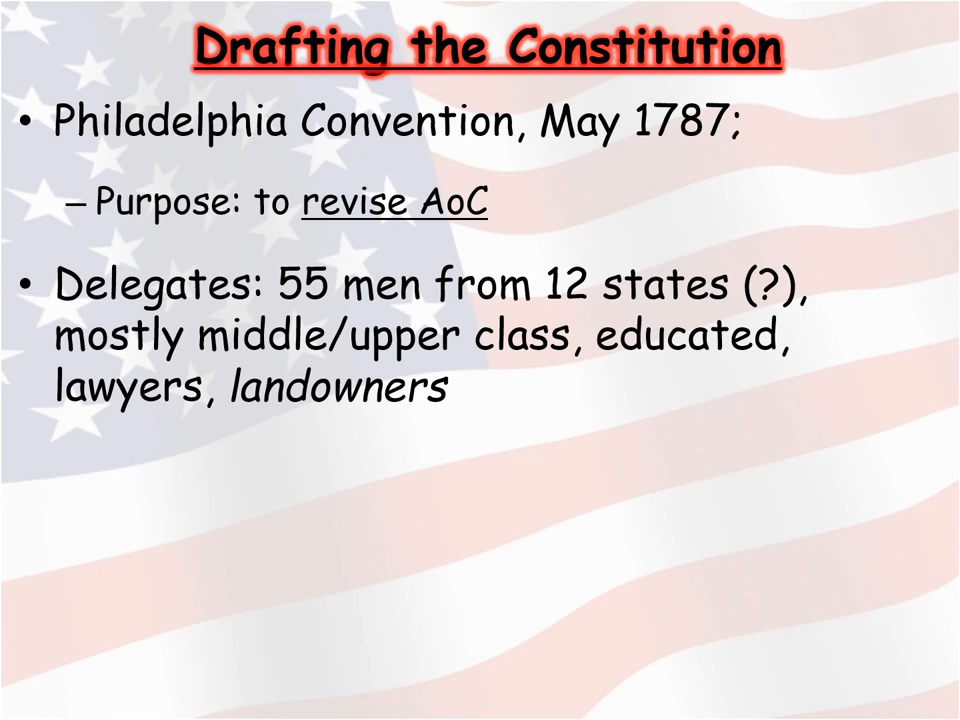 Drafting the Constitution
• Philadelphia Convention, May 1787;
– Purpose: to revise AoC
• Delegates: 55 men from 12 states (?),
mostly middle/upper class, educated,
lawyers, landowners